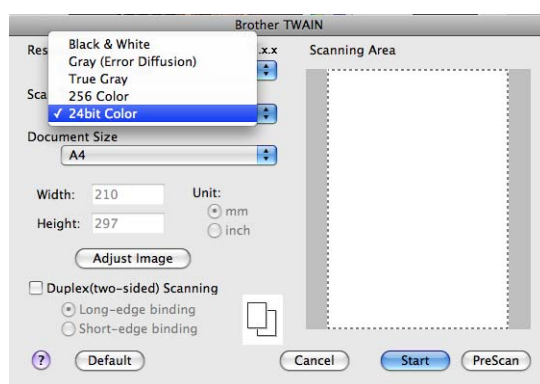 Brother TWAIN
Res
.x.x
Scanning Area
Black & White
Gray (Error Diffusion)
True Gray
256 Color
✓ 24bit Color
Sca
Document Size
A4
Width: 210
Unit:
mm
Height: 297
inch
Adjust Image
Duplex(two-sided) Scanning
Long-edge binding
Short-edge binding
? Default Cancel Start PreScan